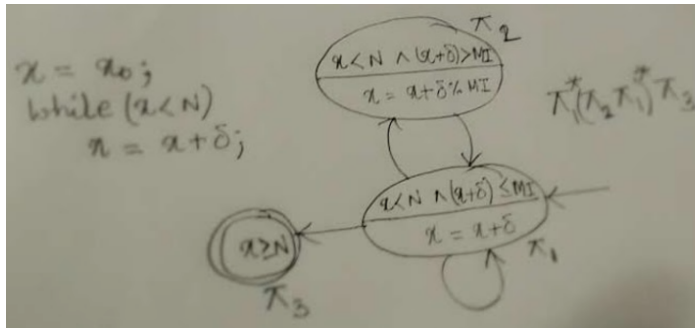 x = x₀;
while (x<N)
x = x+δ;
π₂
x<N ∧ (x+δ)>MI
x = x+δ % MI
π₁*(π₂π₁*)*π₃
x<N ∧ (x+δ) ≤MI
x = x+δ
π₁
x≥N
π₃